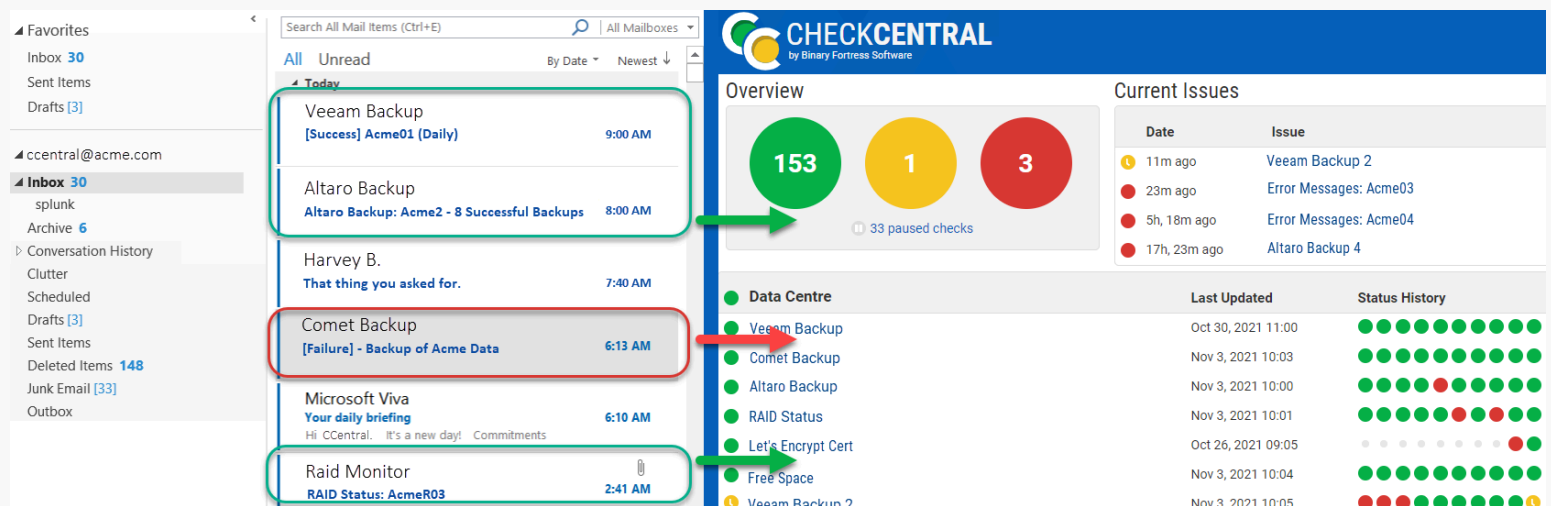 Favorites
Inbox 30
Sent Items
Drafts [3]
ccentral@acme.com
Inbox 30
splunk
Archive 6
Conversation History
Clutter
Scheduled
Drafts [3]
Sent Items
Deleted Items 148
Junk Email [33]
Outbox
Search All Mail Items (Ctrl+E)
All Mailboxes
All Unread By Date Newest
Today
Veeam Backup
[Success] Acme01 (Daily) 9:00 AM
Altaro Backup
Altaro Backup: Acme2 - 8 Successful Backups 8:00 AM
Harvey B.
That thing you asked for. 7:40 AM
Comet Backup
[Failure] - Backup of Acme Data 6:13 AM
Microsoft Viva
Your daily briefing 6:10 AM
Hi CCentral. It's a new day! Commitments
Raid Monitor
RAID Status: AcmeR03 2:41 AM
CHECKCENTRAL
by Binary Fortress Software
Overview
153 1 3
33 paused checks
Current Issues
Date Issue
11m ago Veeam Backup 2
23m ago Error Messages: Acme03
5h, 18m ago Error Messages: Acme04
17h, 23m ago Altaro Backup 4
Data Centre Last Updated Status History
Veeam Backup Oct 30, 2021 11:00
Comet Backup Nov 3, 2021 10:03
Altaro Backup Nov 3, 2021 10:00
RAID Status Nov 3, 2021 10:01
Let's Encrypt Cert Oct 26, 2021 09:05
Free Space Nov 3, 2021 10:04
Veeam Backup 2 Nov 3, 2021 10:05